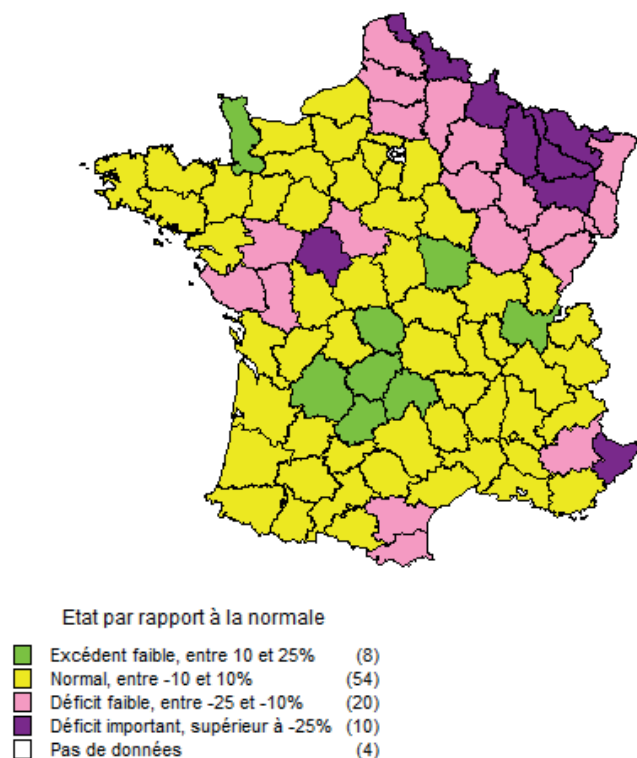 Etat par rapport à la normale
Excédent faible, entre 10 et 25% (8)
Normal, entre -10 et 10% (54)
Déficit faible, entre -25 et -10% (20)
Déficit important, supérieur à -25% (10)
Pas de données (4)